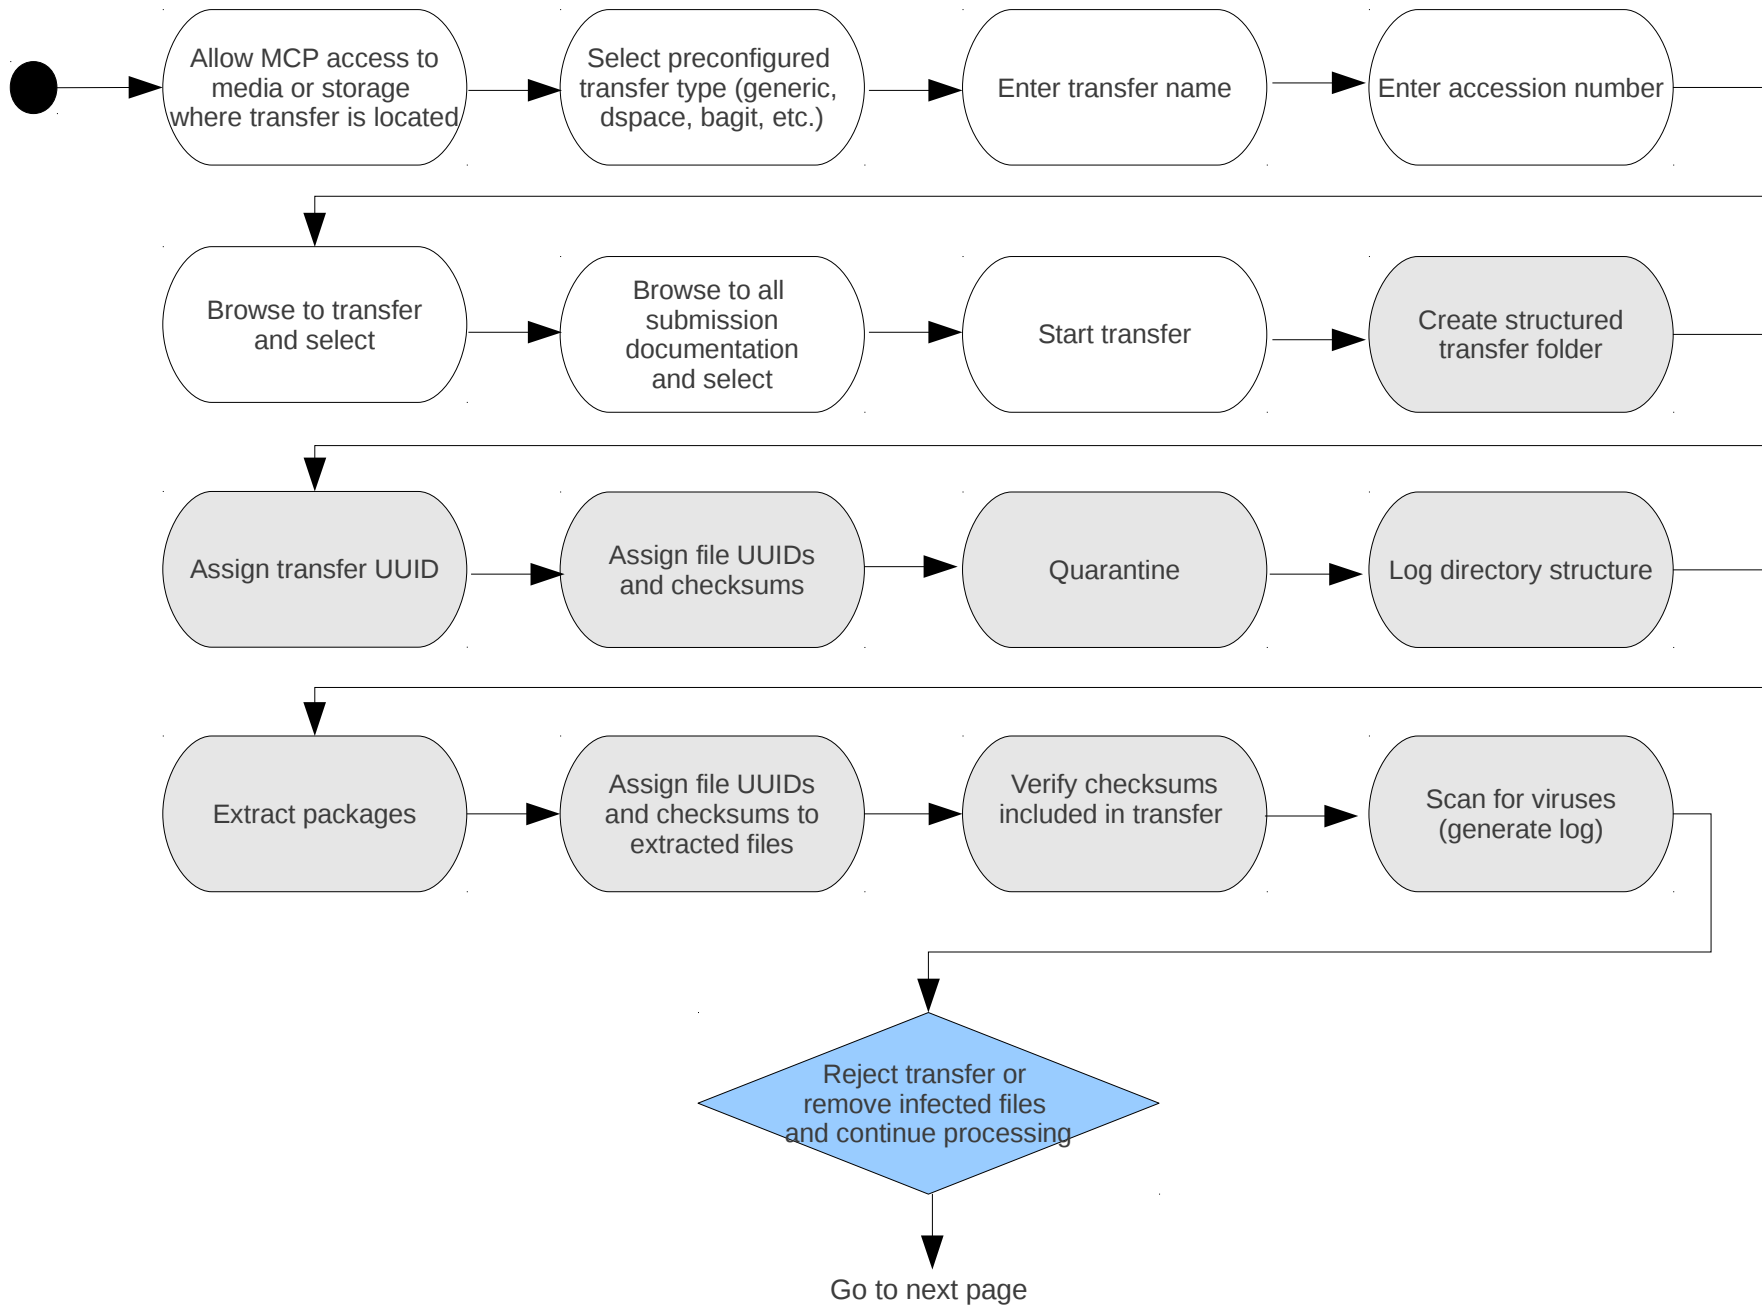 Allow MCP access to
media or storage
where transfer is located
Select preconfigured
transfer type (generic,
dspace, bagit, etc.)
Enter transfer name
Enter accession number
Browse to transfer
and select
Browse to all
submission
documentation
and select
Start transfer
Create structured
transfer folder
Assign transfer UUID
Assign file UUIDs
and checksums
Quarantine
Log directory structure
Extract packages
Assign file UUIDs
and checksums to
extracted files
Verify checksums
included in transfer
Scan for viruses
(generate log)
Reject transfer or
remove infected files
and continue processing
Go to next page